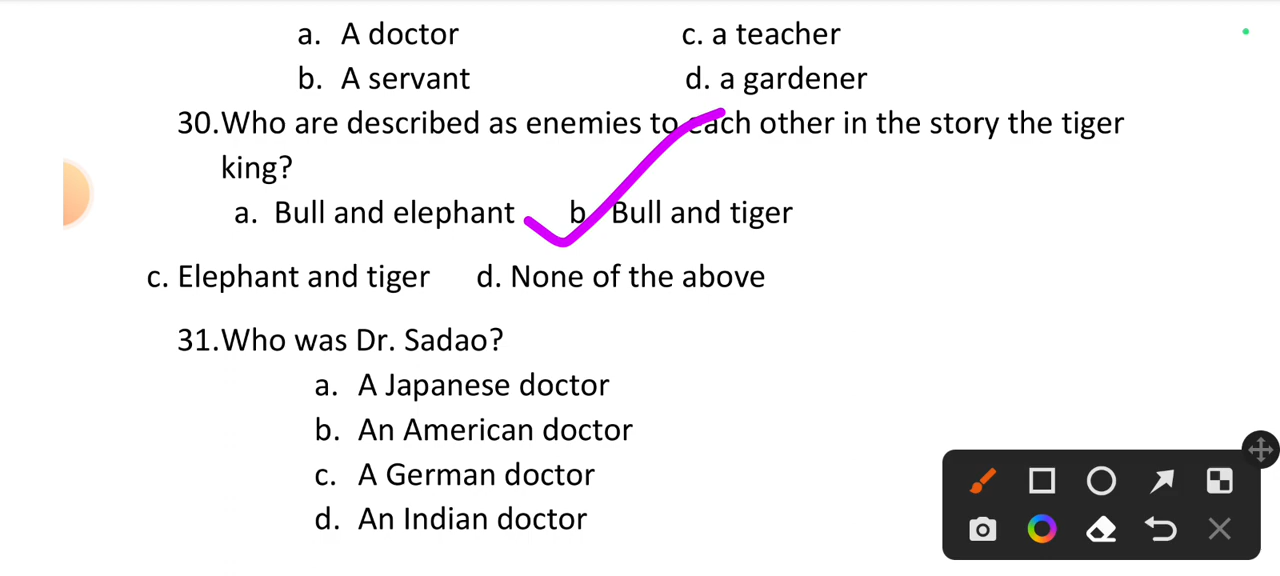 a. A doctor c. a teacher
b. A servant d. a gardener
30.Who are described as enemies to each other in the story the tiger
king?
a. Bull and elephant b. Bull and tiger
c. Elephant and tiger d. None of the above
31.Who was Dr. Sadao?
a. A Japanese doctor
b. An American doctor
c. A German doctor
d. An Indian doctor